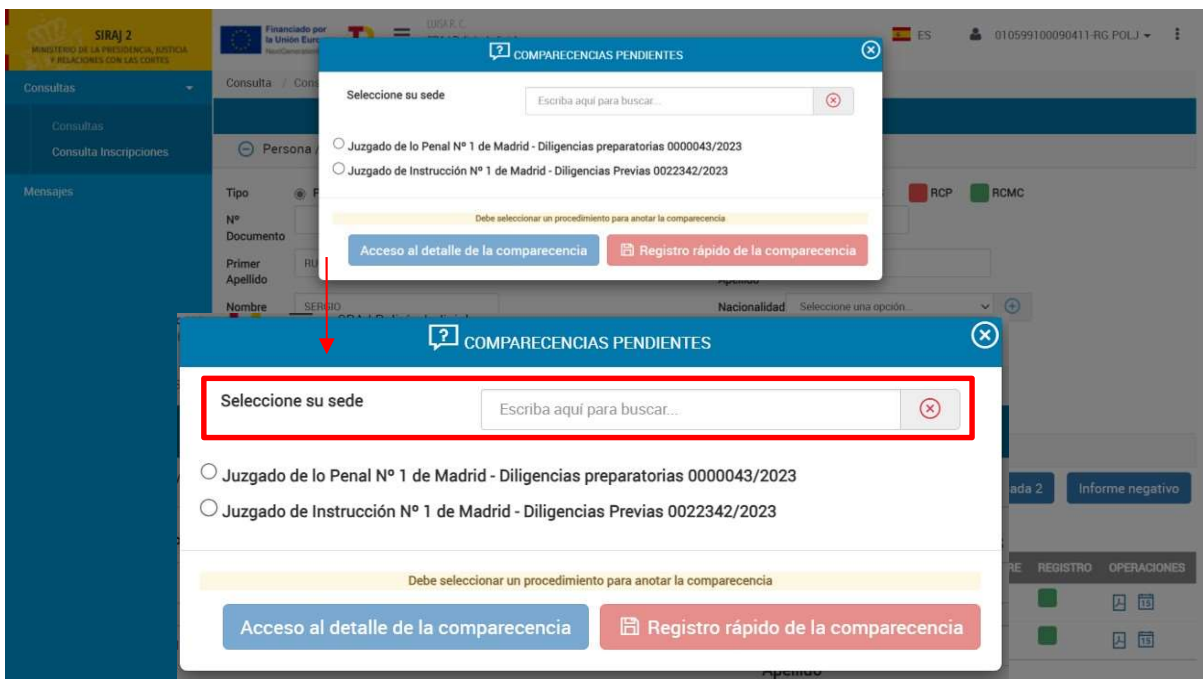 SIRAJ 2
MINISTERIO DE LA PRESIDENCIA, JUSTICIA
Y RELACIONES CON LAS CORTES
Financiado por
la Unión Euro
ES
010599100090411-RG POLJ
COMPARECENCIAS PENDIENTES
Seleccione su sede
Escriba aquí para buscar...
Juzgado de lo Penal Nº 1 de Madrid - Diligencias preparatorias 0000043/2023
Juzgado de Instrucción Nº 1 de Madrid - Diligencias Previas 0022342/2023
Debe seleccionar un procedimiento para anotar la comparecencia
Acceso al detalle de la comparecencia
Registro rápido de la comparecencia
Consultas
Consultas
Consulta Inscripciones
Mensajes
Consulta / Cons
Persona /
Tipo
RCP
RCMC
Nº
Documento
Primer
Apellido
RU
Apellido
Nombre
SERGIO
Nacionalidad
Seleccione una opción...
COMPARECENCIAS PENDIENTES
Seleccione su sede
Escriba aquí para buscar...
Juzgado de lo Penal Nº 1 de Madrid - Diligencias preparatorias 0000043/2023
Juzgado de Instrucción Nº 1 de Madrid - Diligencias Previas 0022342/2023
Debe seleccionar un procedimiento para anotar la comparecencia
Acceso al detalle de la comparecencia
Registro rápido de la comparecencia
ada 2
Informe negativo
RE REGISTRO OPERACIONES
15
15
Apellido